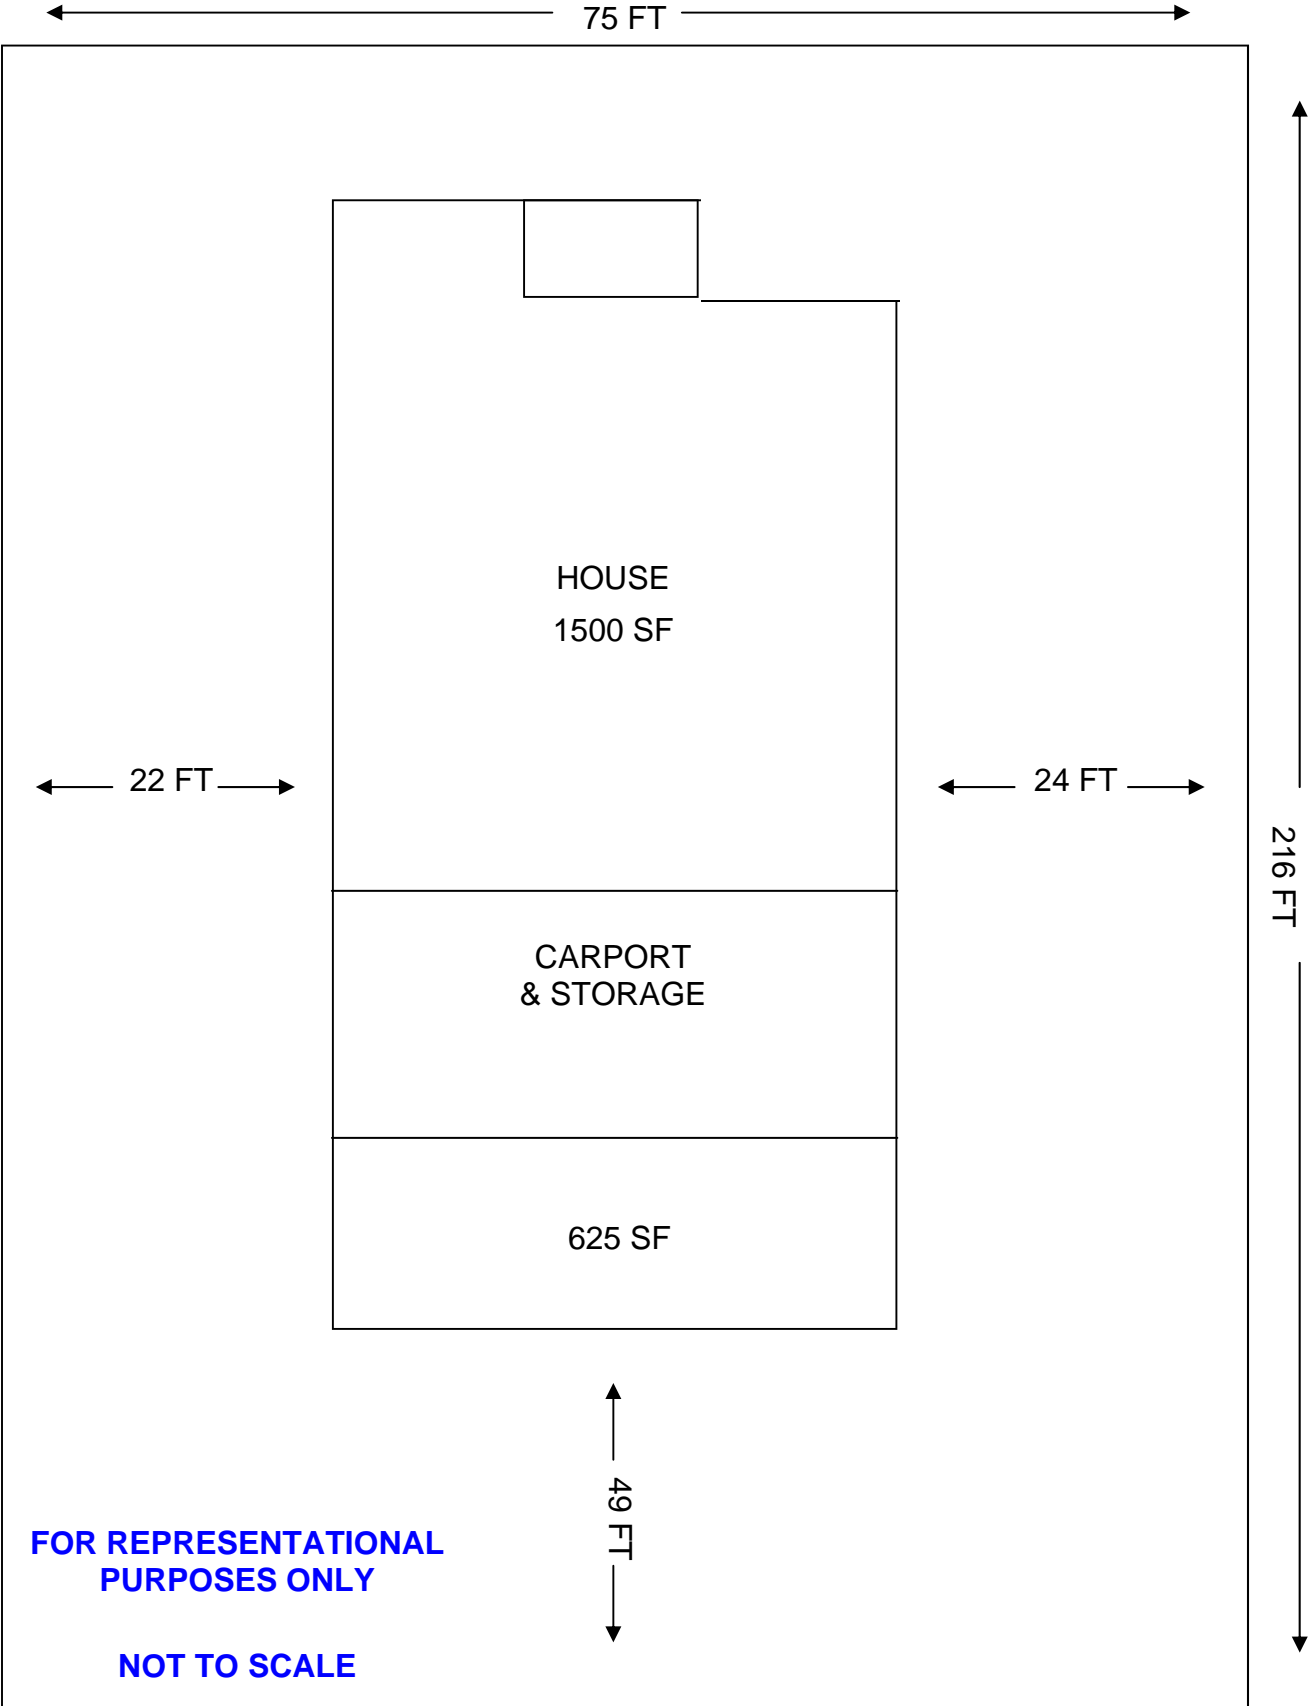 75 FT
HOUSE
1500 SF
22 FT
24 FT
216 FT
CARPORT
& STORAGE
625 SF
49 FT
FOR REPRESENTATIONAL
PURPOSES ONLY
NOT TO SCALE